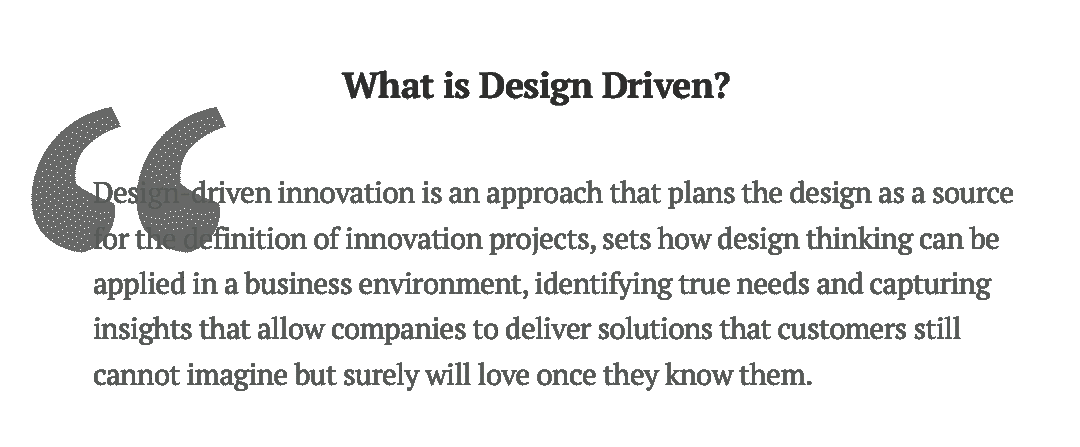 What is Design Driven?
Design-driven innovation is an approach that plans the design as a source
for the definition of innovation projects, sets how design thinking can be
applied in a business environment, identifying true needs and capturing
insights that allow companies to deliver solutions that customers still
cannot imagine but surely will love once they know them.